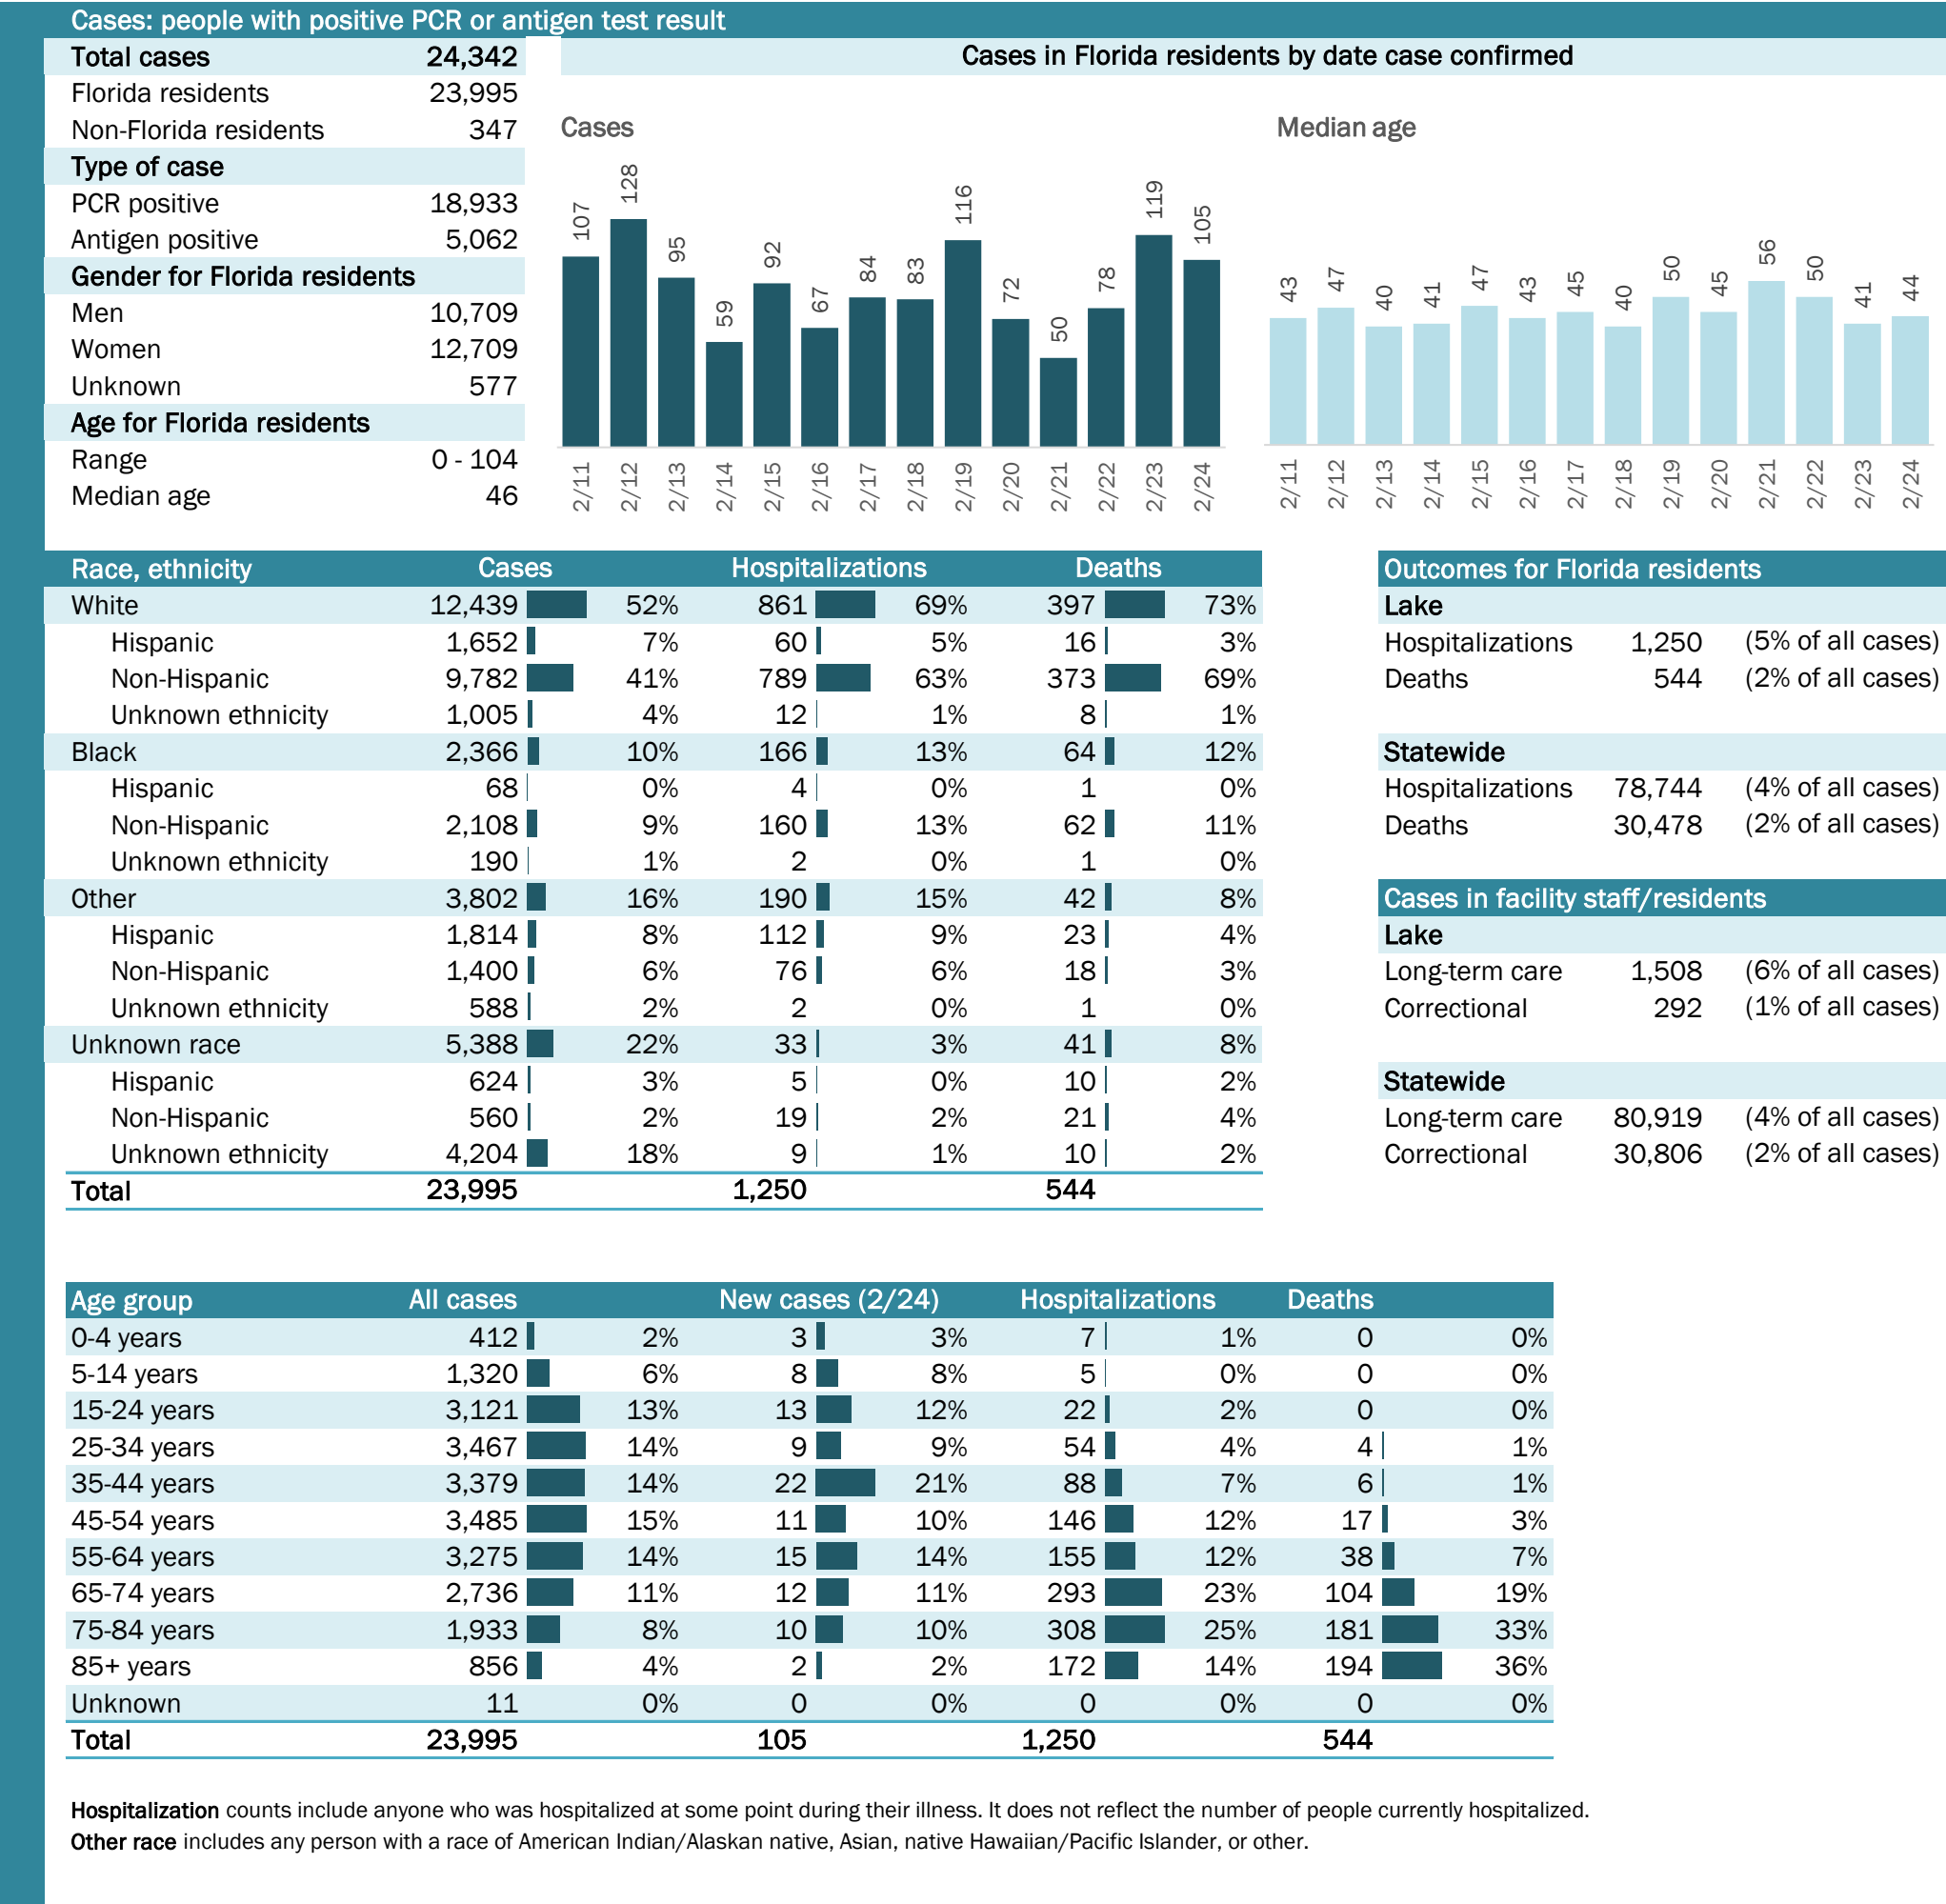 Cases: people with positive PCR or antigen test result
Total cases 24,342
Florida residents 23,995
Non-Florida residents 347
Type of case
PCR positive 18,933
Antigen positive 5,062
Gender for Florida residents
Men 10,709
Women 12,709
Unknown 577
Age for Florida residents
Range 0 - 104
Median age 46
Cases in Florida residents by date case confirmed
Cases
107 128 95 59 92 67 84 83 116 72 50 78 119 105
2/11 2/12 2/13 2/14 2/15 2/16 2/17 2/18 2/19 2/20 2/21 2/22 2/23 2/24
Median age
43 47 40 41 47 43 45 40 50 45 56 50 41 44
2/11 2/12 2/13 2/14 2/15 2/16 2/17 2/18 2/19 2/20 2/21 2/22 2/23 2/24
Race, ethnicity Cases Hospitalizations Deaths
White 12,439 52% 861 69% 397 73%
Hispanic 1,652 7% 60 5% 16 3%
Non-Hispanic 9,782 41% 789 63% 373 69%
Unknown ethnicity 1,005 4% 12 1% 8 1%
Black 2,366 10% 166 13% 64 12%
Hispanic 68 0% 4 0% 1 0%
Non-Hispanic 2,108 9% 160 13% 62 11%
Unknown ethnicity 190 1% 2 0% 1 0%
Other 3,802 16% 190 15% 42 8%
Hispanic 1,814 8% 112 9% 23 4%
Non-Hispanic 1,400 6% 76 6% 18 3%
Unknown ethnicity 588 2% 2 0% 1 0%
Unknown race 5,388 22% 33 3% 41 8%
Hispanic 624 3% 5 0% 10 2%
Non-Hispanic 560 2% 19 2% 21 4%
Unknown ethnicity 4,204 18% 9 1% 10 2%
Total 23,995 1,250 544
Outcomes for Florida residents
Lake
Hospitalizations 1,250 (5% of all cases)
Deaths 544 (2% of all cases)
Statewide
Hospitalizations 78,744 (4% of all cases)
Deaths 30,478 (2% of all cases)
Cases in facility staff/residents
Lake
Long-term care 1,508 (6% of all cases)
Correctional 292 (1% of all cases)
Statewide
Long-term care 80,919 (4% of all cases)
Correctional 30,806 (2% of all cases)
Age group All cases New cases (2/24) Hospitalizations Deaths
0-4 years 412 2% 3 3% 7 1% 0 0%
5-14 years 1,320 6% 8 8% 5 0% 0 0%
15-24 years 3,121 13% 13 12% 22 2% 0 0%
25-34 years 3,467 14% 9 9% 54 4% 4 1%
35-44 years 3,379 14% 22 21% 88 7% 6 1%
45-54 years 3,485 15% 11 10% 146 12% 17 3%
55-64 years 3,275 14% 15 14% 155 12% 38 7%
65-74 years 2,736 11% 12 11% 293 23% 104 19%
75-84 years 1,933 8% 10 10% 308 25% 181 33%
85+ years 856 4% 2 2% 172 14% 194 36%
Unknown 11 0% 0 0% 0 0% 0 0%
Total 23,995 105 1,250 544
Hospitalization counts include anyone who was hospitalized at some point during their illness. It does not reflect the number of people currently hospitalized.
Other race includes any person with a race of American Indian/Alaskan native, Asian, native Hawaiian/Pacific Islander, or other.